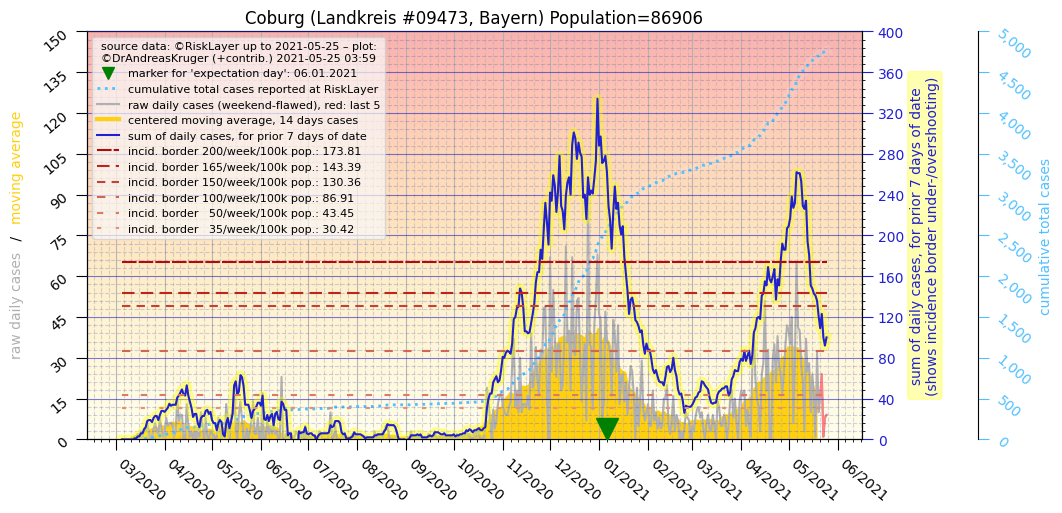 Coburg (Landkreis #09473, Bayern) Population=86906
source data: ©RiskLayer up to 2021-05-25 – plot:
©DrAndreasKruger (+contrib.) 2021-05-25 03:59
marker for 'expectation day': 06.01.2021
cumulative total cases reported at RiskLayer
raw daily cases (weekend-flawed), red: last 5
centered moving average, 14 days cases
sum of daily cases, for prior 7 days of date
incid. border 200/week/100k pop.: 173.81
incid. border 165/week/100k pop.: 143.39
incid. border 150/week/100k pop.: 130.36
incid. border 100/week/100k pop.: 86.91
incid. border 50/week/100k pop.: 43.45
incid. border 35/week/100k pop.: 30.42
raw daily cases / moving average
150
135
120
105
90
75
60
45
30
15
0
03/2020
04/2020
05/2020
06/2020
07/2020
08/2020
09/2020
10/2020
11/2020
12/2020
01/2021
02/2021
03/2021
04/2021
05/2021
06/2021
400
360
320
280
240
200
160
120
80
40
0
sum of daily cases, for prior 7 days of date
(shows incidence border under-/overshooting)
5,000
4,500
4,000
3,500
3,000
2,500
2,000
1,500
1,000
500
0
cumulative total cases